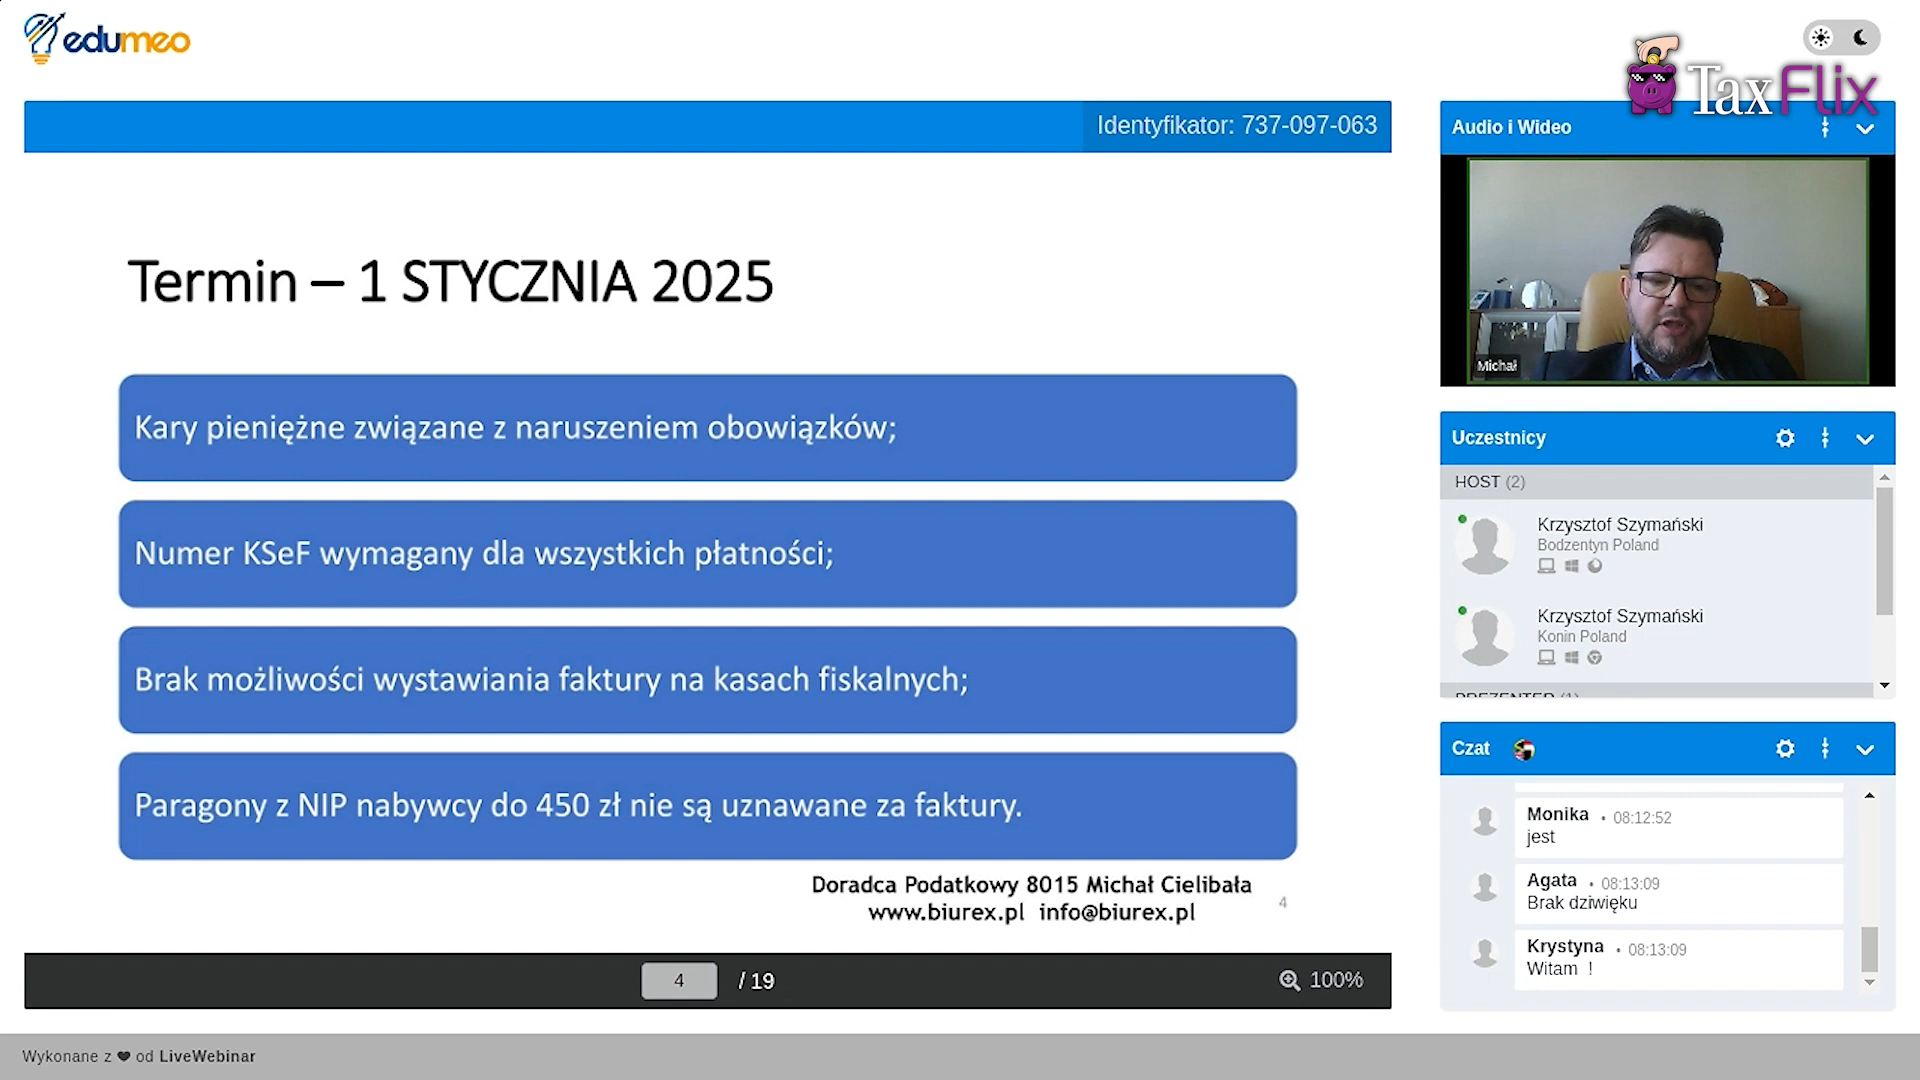 edumeo
TaxFlix
Identyfikator: 737-097-063
Termin – 1 STYCZNIA 2025
Kary pieniężne związane z naruszeniem obowiązków;
Numer KSeF wymagany dla wszystkich płatności;
Brak możliwości wystawiania faktury na kasach fiskalnych;
Paragony z NIP nabywcy do 450 zł nie są uznawane za faktury.
Doradca Podatkowy 8015 Michał Cielibała
www.biurex.pl info@biurex.pl
4
4 / 19
100%
Audio i Wideo
Michał
Uczestnicy
HOST (2)
Krzysztof Szymański
Bodzentyn Poland
Krzysztof Szymański
Konin Poland
PREZENTER (1)
Czat
Monika • 08:12:52
jest
Agata • 08:13:09
Brak dziwięku
Krystyna • 08:13:09
Witam !
Wykonane z ❤ od LiveWebinar